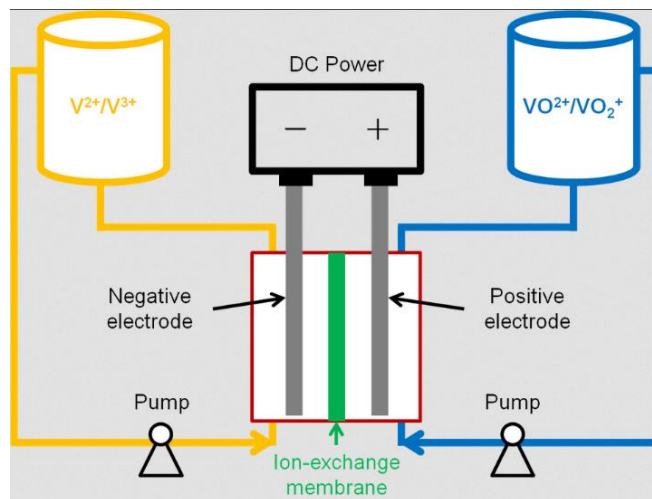 DC Power
V²⁺/V³⁺
VO²⁺/VO₂⁺
− +
Negative
electrode
Positive
electrode
Pump
Pump
Ion-exchange
membrane